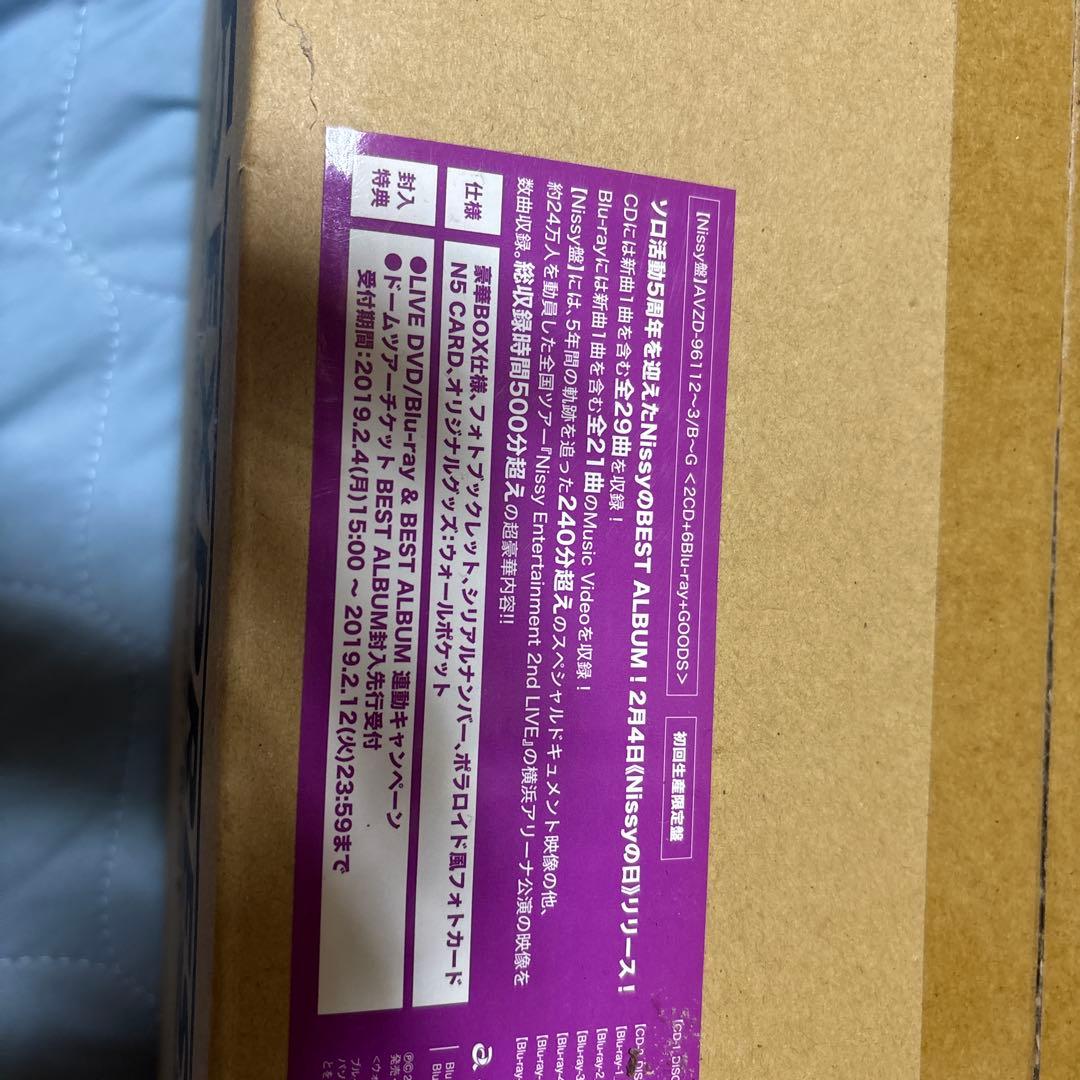 【Nissy盤】AVZD-96112～3/B～G <2CD+6Blu-ray+GOODS>
初回生産限定盤
ソロ活動5周年を迎えたNissyのBEST ALBUM！2月4日《Nissyの日》リリース！
CDには新曲1曲を含む全29曲を収録！
Blu-rayには新曲1曲を含む全21曲のMusic Videoを収録！
【Nissy盤】には、5年間の軌跡を追った240分超えのスペシャルドキュメント映像の他、
約24万人を動員した全国ツアー『Nissy Entertainment 2nd LIVE』の横浜アリーナ公演の映像を
数曲収録。総収録時間500分超えの超豪華内容!!
仕様
豪華BOX仕様、フォトブックレット、シリアルナンバー、ポラロイド風フォトカード
N5 CARD、オリジナルグッズ：ウォールポケット
封入
特典
●LIVE DVD/Blu-ray & BEST ALBUM 連動キャンペーン
●ドームツアーチケット BEST ALBUM封入先行受付
受付期間：2019.2.4(月)15:00 ～ 2019.2.12(火)23:59まで